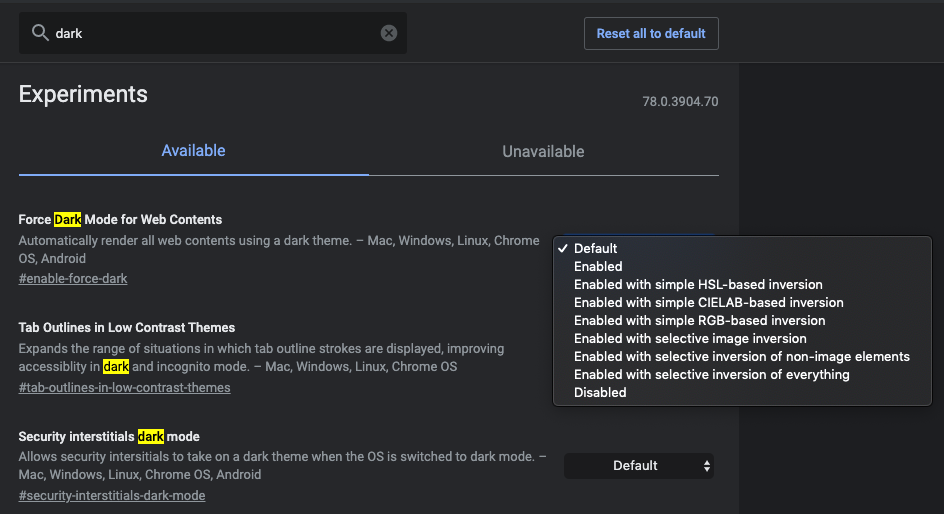 dark
Reset all to default
Experiments
78.0.3904.70
Available
Unavailable
Force Dark Mode for Web Contents
Automatically render all web contents using a dark theme. – Mac, Windows, Linux, Chrome
OS, Android
#enable-force-dark
✓ Default
Enabled
Enabled with simple HSL-based inversion
Enabled with simple CIELAB-based inversion
Enabled with simple RGB-based inversion
Enabled with selective image inversion
Enabled with selective inversion of non-image elements
Enabled with selective inversion of everything
Disabled
Tab Outlines in Low Contrast Themes
Expands the range of situations in which tab outline strokes are displayed, improving
accessiblity in dark and incognito mode. – Mac, Windows, Linux, Chrome OS
#tab-outlines-in-low-contrast-themes
Security interstitials dark mode
Allows security intersitials to take on a dark theme when the OS is switched to dark mode. –
Mac, Windows, Linux, Chrome OS, Android
#security-interstitials-dark-mode
Default